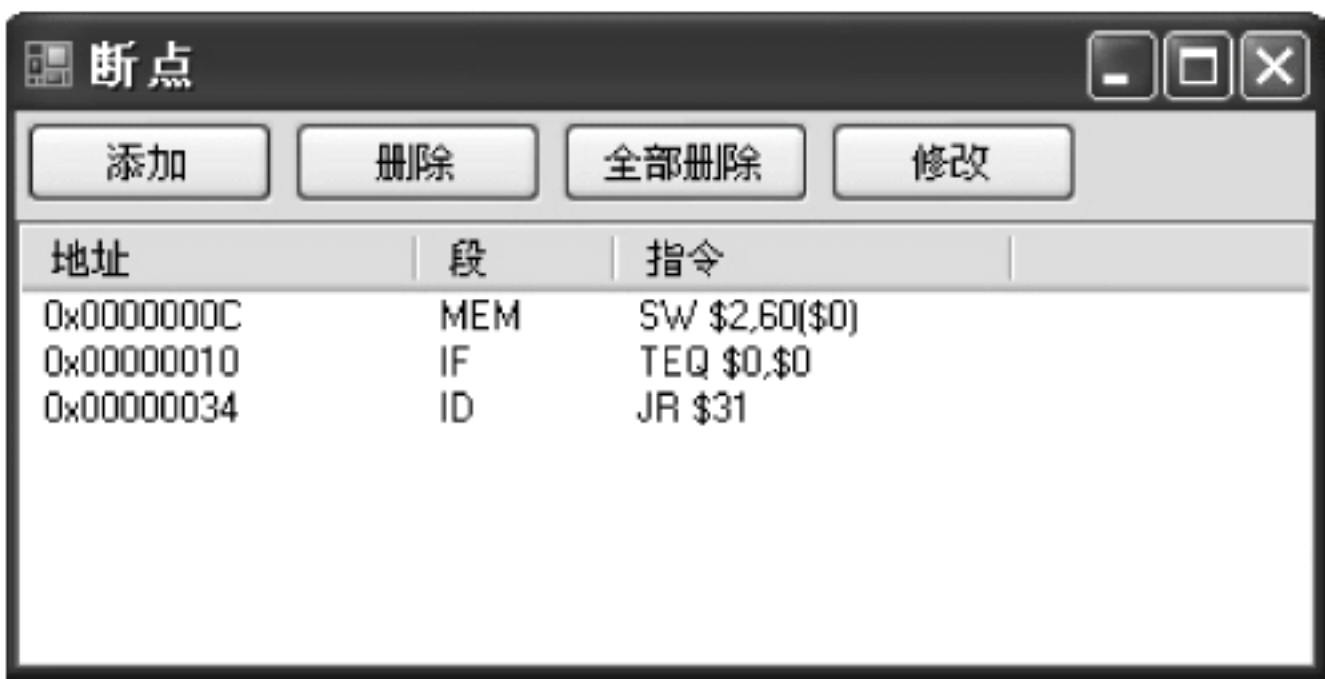 断点
添加 删除 全部删除 修改
地址 段 指令
0x0000000C MEM SW $2,60($0)
0x00000010 IF TEQ $0,$0
0x00000034 ID JR $31